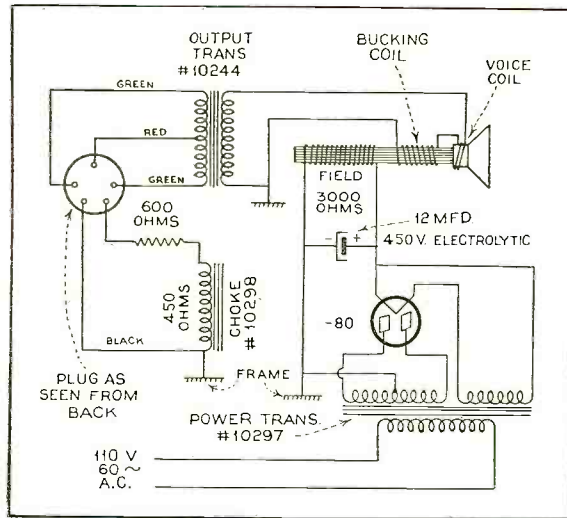 OUTPUT
TRANS
#10244
BUCKING
COIL
VOICE
COIL
GREEN
RED
GREEN
FIELD
3000
OHMS
600
OHMS
12 MFD.
- +
450 V. ELECTROLYTIC
450
OHMS
CHOKE
#10298
-80
BLACK
FRAME
PLUG AS
SEEN FROM
BACK
POWER TRANS.
#10297
110 V
60 ~
A.C.